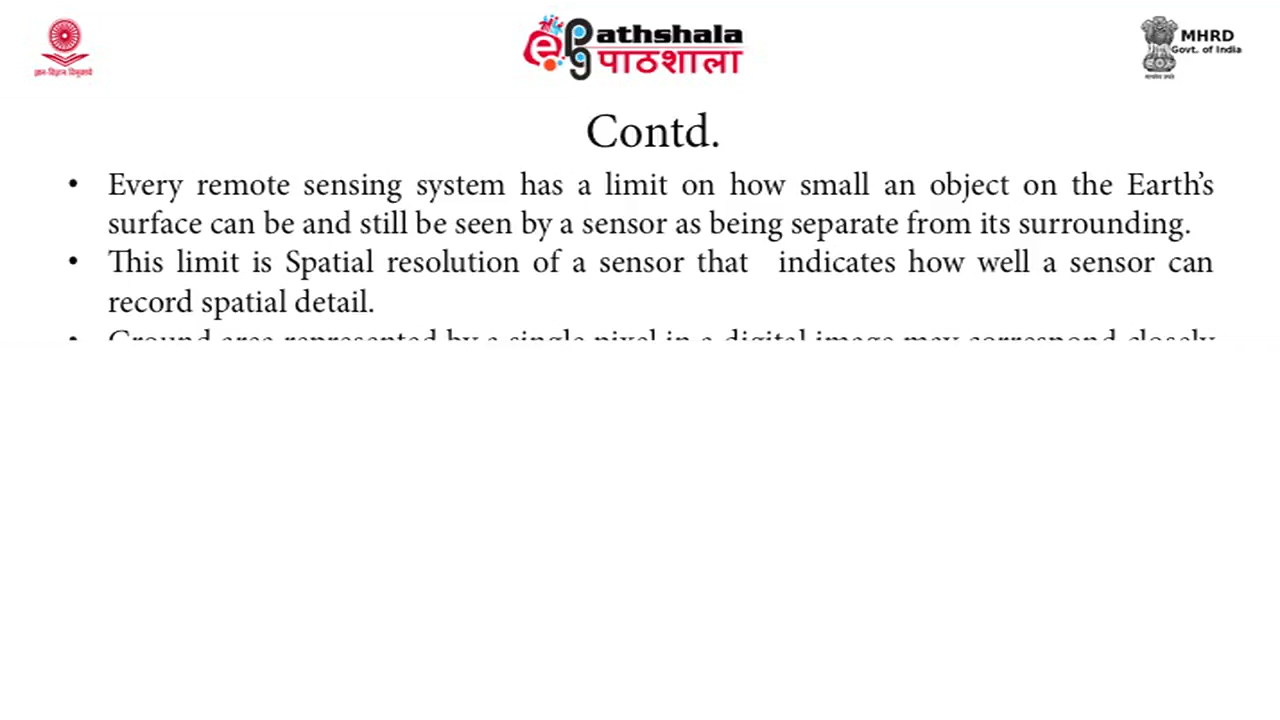 ज्ञान-विज्ञान विमुक्तये
ePathshala
पाठशाला
MHRD
Govt. of India
Contd.
• Every remote sensing system has a limit on how small an object on the Earth's
surface can be and still be seen by a sensor as being separate from its surrounding.
• This limit is Spatial resolution of a sensor that indicates how well a sensor can
record spatial detail.
• Ground area represented by a single pixel in a digital image may correspond closely